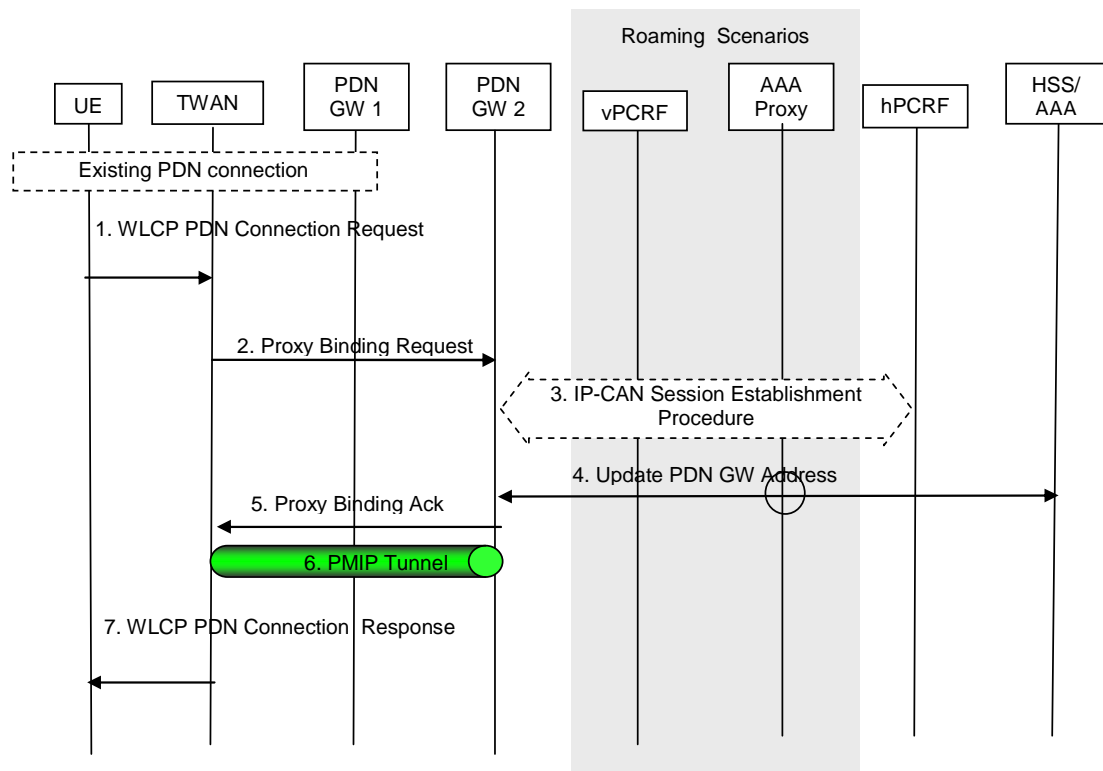 Roaming Scenarios
UE
TWAN
PDN
GW 1
PDN
GW 2
vPCRF
AAA
Proxy
hPCRF
HSS/
AAA
Existing PDN connection
1. WLCP PDN Connection Request
2. Proxy Binding Request
3. IP-CAN Session Establishment
Procedure
4. Update PDN GW Address
5. Proxy Binding Ack
6. PMIP Tunnel
7. WLCP PDN Connection Response